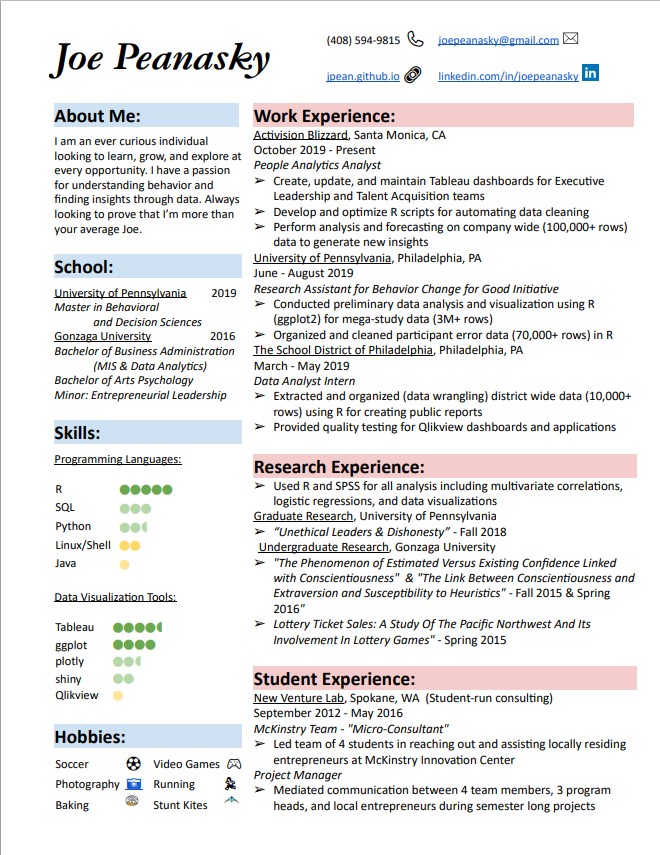 Joe Peanasky
(408) 594-9815
joepeanasky@gmail.com
jpean.github.io
linkedin.com/in/joepeanasky
in
About Me:
I am an ever curious individual
looking to learn, grow, and explore at
every opportunity. I have a passion
for understanding behavior and
finding insights through data. Always
looking to prove that I'm more than
your average Joe.
School:
University of Pennsylvania 2019
Master in Behavioral
and Decision Sciences
Gonzaga University 2016
Bachelor of Business Administration
(MIS & Data Analytics)
Bachelor of Arts Psychology
Minor: Entrepreneurial Leadership
Skills:
Programming Languages:
R
SQL
Python
Linux/Shell
Java
Data Visualization Tools:
Tableau
ggplot
plotly
shiny
Qlikview
Hobbies:
Soccer Video Games
Photography Running
Baking Stunt Kites
Work Experience:
Activision Blizzard, Santa Monica, CA
October 2019 - Present
People Analytics Analyst
➢ Create, update, and maintain Tableau dashboards for Executive
Leadership and Talent Acquisition teams
➢ Develop and optimize R scripts for automating data cleaning
➢ Perform analysis and forecasting on company wide (100,000+ rows)
data to generate new insights
University of Pennsylvania, Philadelphia, PA
June - August 2019
Research Assistant for Behavior Change for Good Initiative
➢ Conducted preliminary data analysis and visualization using R
(ggplot2) for mega-study data (3M+ rows)
➢ Organized and cleaned participant error data (70,000+ rows) in R
The School District of Philadelphia, Philadelphia, PA
March - May 2019
Data Analyst Intern
➢ Extracted and organized (data wrangling) district wide data (10,000+
rows) using R for creating public reports
➢ Provided quality testing for Qlikview dashboards and applications
Research Experience:
➢ Used R and SPSS for all analysis including multivariate correlations,
logistic regressions, and data visualizations
Graduate Research, University of Pennsylvania
➢ “Unethical Leaders & Dishonesty” - Fall 2018
Undergraduate Research, Gonzaga University
➢ "The Phenomenon of Estimated Versus Existing Confidence Linked
with Conscientiousness" & "The Link Between Conscientiousness and
Extraversion and Susceptibility to Heuristics" - Fall 2015 & Spring
2016"
➢ Lottery Ticket Sales: A Study Of The Pacific Northwest And Its
Involvement In Lottery Games" - Spring 2015
Student Experience:
New Venture Lab, Spokane, WA (Student-run consulting)
September 2012 - May 2016
McKinstry Team - "Micro-Consultant"
➢ Led team of 4 students in reaching out and assisting locally residing
entrepreneurs at McKinstry Innovation Center
Project Manager
➢ Mediated communication between 4 team members, 3 program
heads, and local entrepreneurs during semester long projects